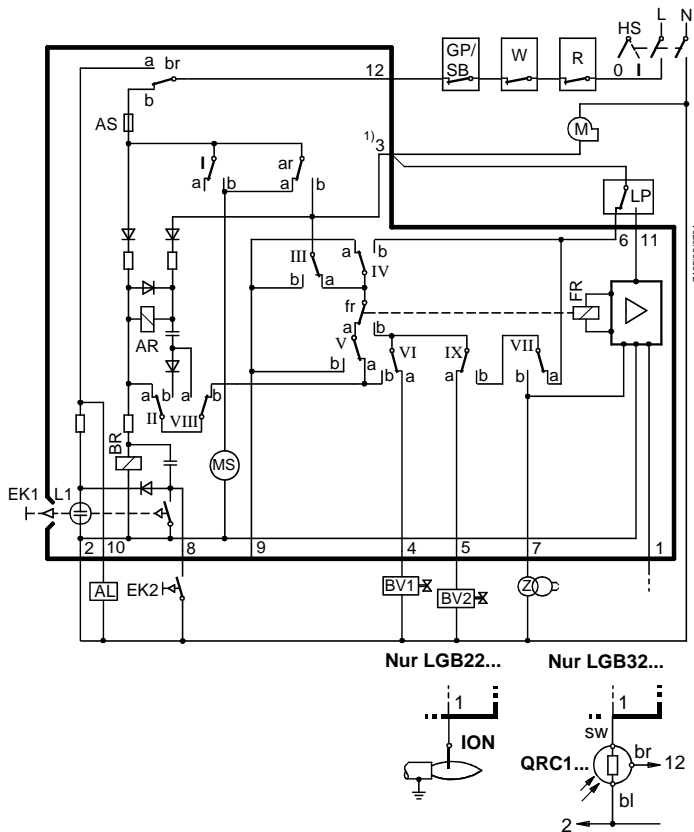 HS L N
GP/
SB
W
R
0 I
a br
b
12
AS
M
1) 3
I
a b
ar
a b
LP
6 11
III
b a
a b
IV
fr
a b
V
b a
VI
a b
IX
a b
VII
b a
FR
AR
a b
II
VIII
a b
BR
MS
EK1 L1
2 10 8 9 4 5 7 1
AL
EK2
BV1
BV2
Z
Nur LGB22... Nur LGB32...
1
1
sw
ION
br
12
QRC1...
bl
2